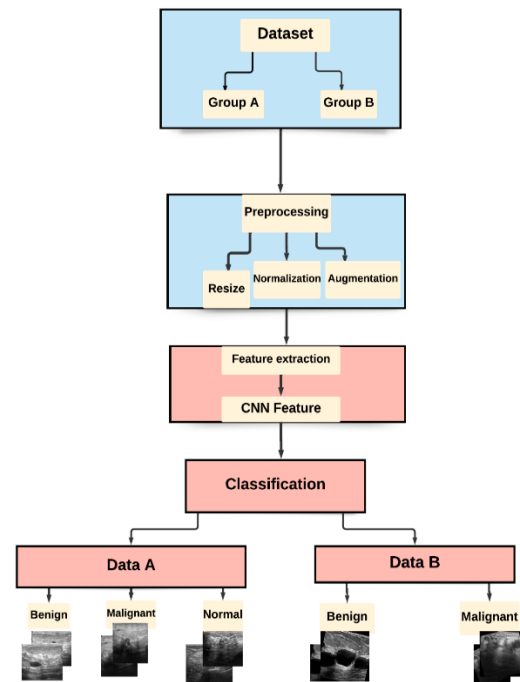 Dataset
Group A
Group B
Preprocessing
Resize
Normalization
Augmentation
Feature extraction
CNN Feature
Classification
Data A
Data B
Benign
Malignant
Normal
Benign
Malignant